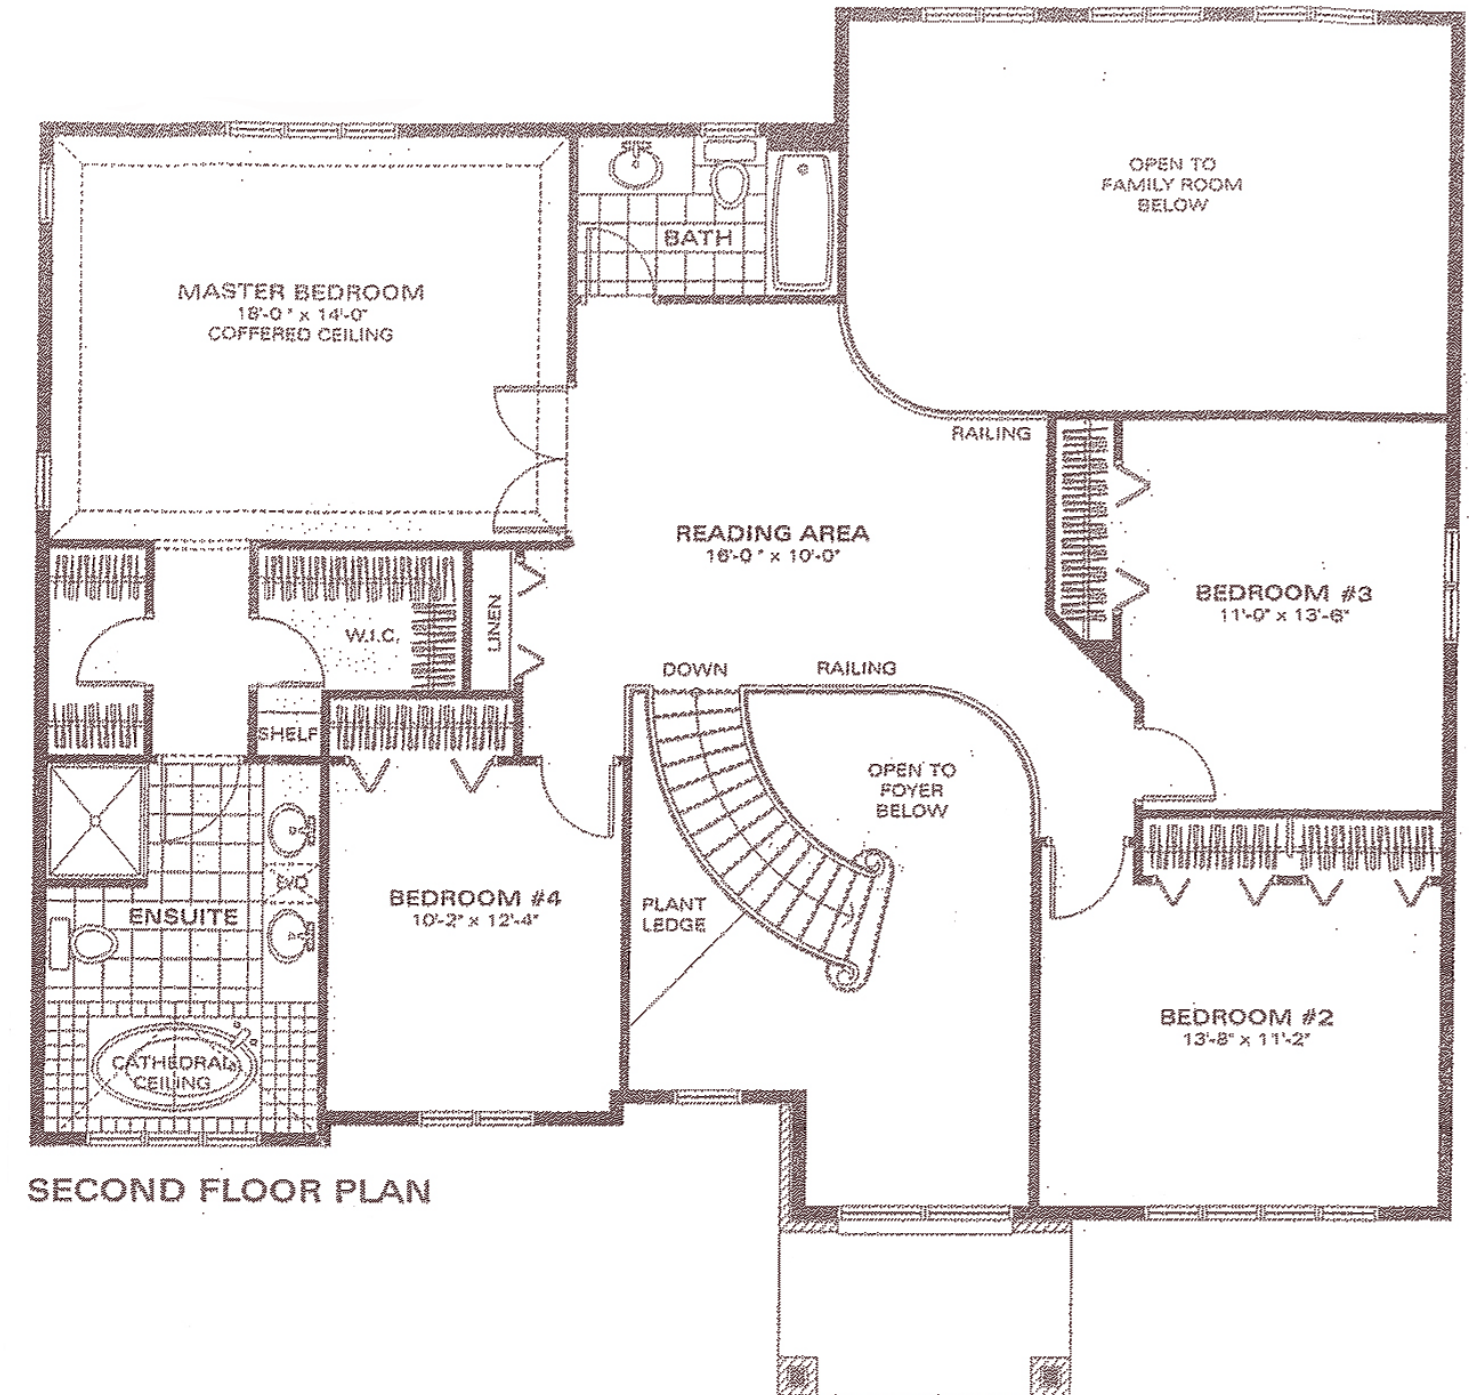 OPEN TO
FAMILY ROOM
BELOW
BATH
MASTER BEDROOM
18'-0" x 14'-0"
COFFERED CEILING
RAILING
READING AREA
16'-0" x 10'-0"
BEDROOM #3
11'-0" x 13'-6"
LINEN
W.I.C.
DOWN
RAILING
SHELF
OPEN TO
FOYER
BELOW
BEDROOM #4
10'-2" x 12'-4"
PLANT
LEDGE
ENSUITE
BEDROOM #2
13'-8" x 11'-2"
CATHEDRAL
CEILING
SECOND FLOOR PLAN